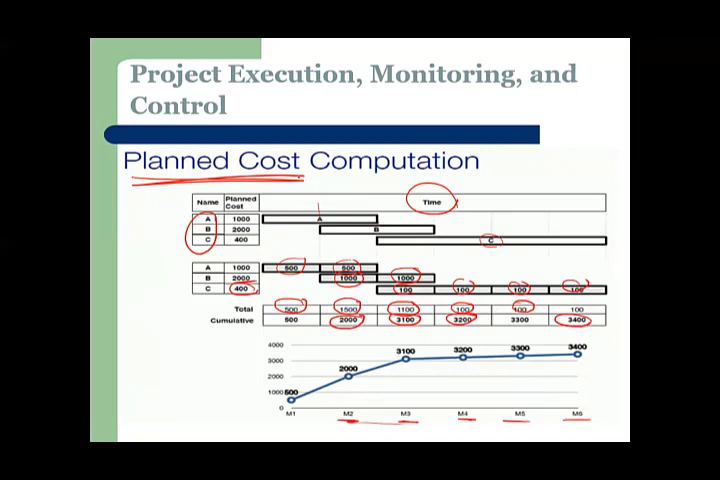 Project Execution, Monitoring, and
Control
Planned Cost Computation
Name Planned Cost Time
A 1000 A
B 2000 B
C 400 C
A 1000 500 500
B 2000 1000 1000
C 400 100 100 100 100
Total 500 1500 1100 100 100 100
Cumulative 500 2000 3100 3200 3300 3400
4000
3000
2000
1000
0
500 2000 3100 3200 3300 3400
M1 M2 M3 M4 M5 M6